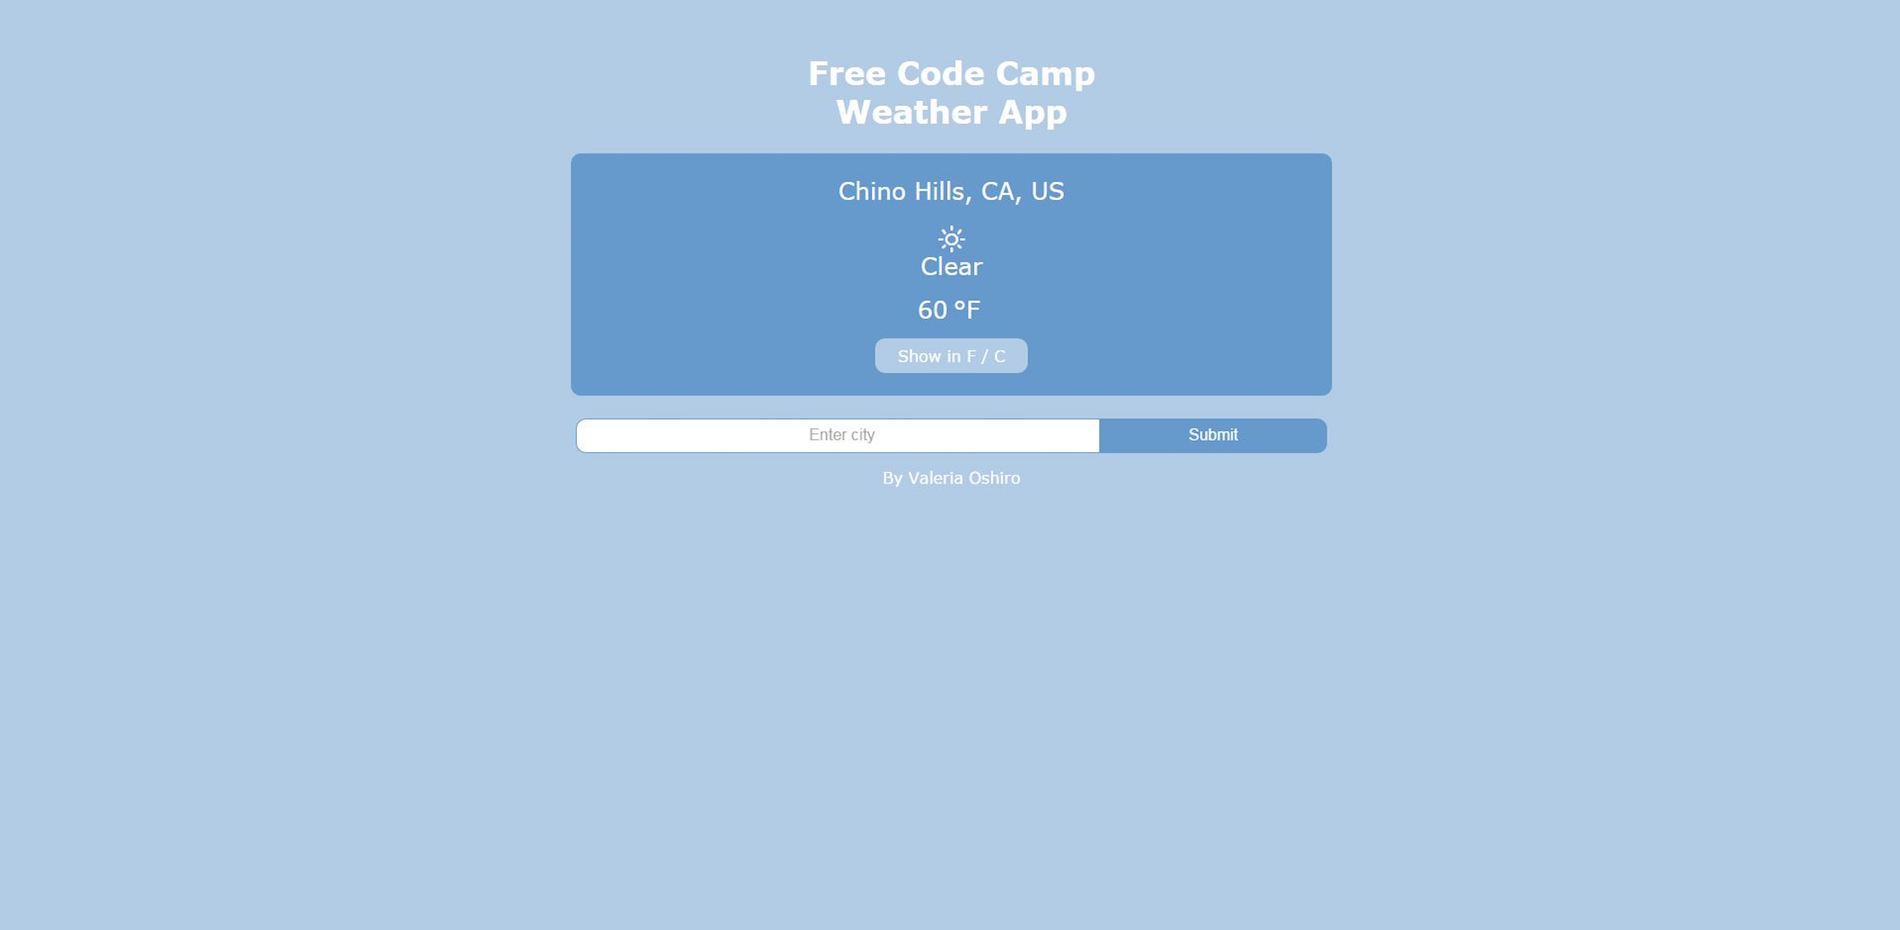 Free Code Camp
Weather App
Chino Hills, CA, US
Clear
60 °F
Show in F / C
Enter city
Submit
By Valeria Oshiro